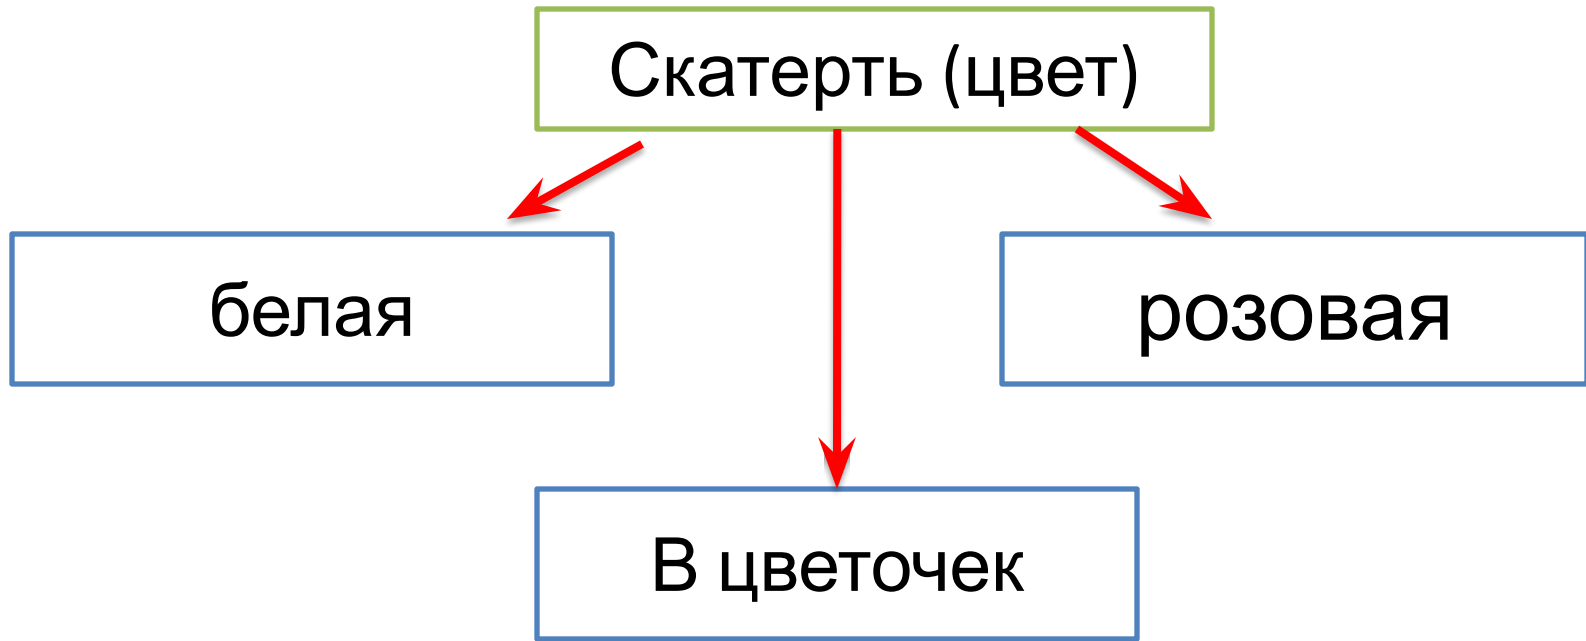 Скатерть (цвет)
белая
розовая
В цветочек